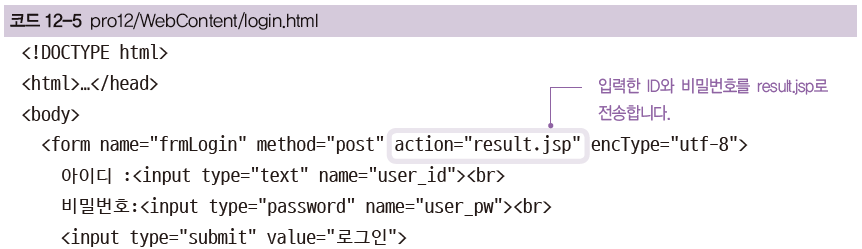 코드 12-5 pro12/WebContent/login.html
<!DOCTYPE html>
<html>…</head>
입력한 ID와 비밀번호를 result.jsp로
전송합니다.
<body>
<form name="frmLogin" method="post" action="result.jsp" encType="utf-8">
아이디 :<input type="text" name="user_id"><br>
비밀번호:<input type="password" name="user_pw"><br>
<input type="submit" value="로그인">